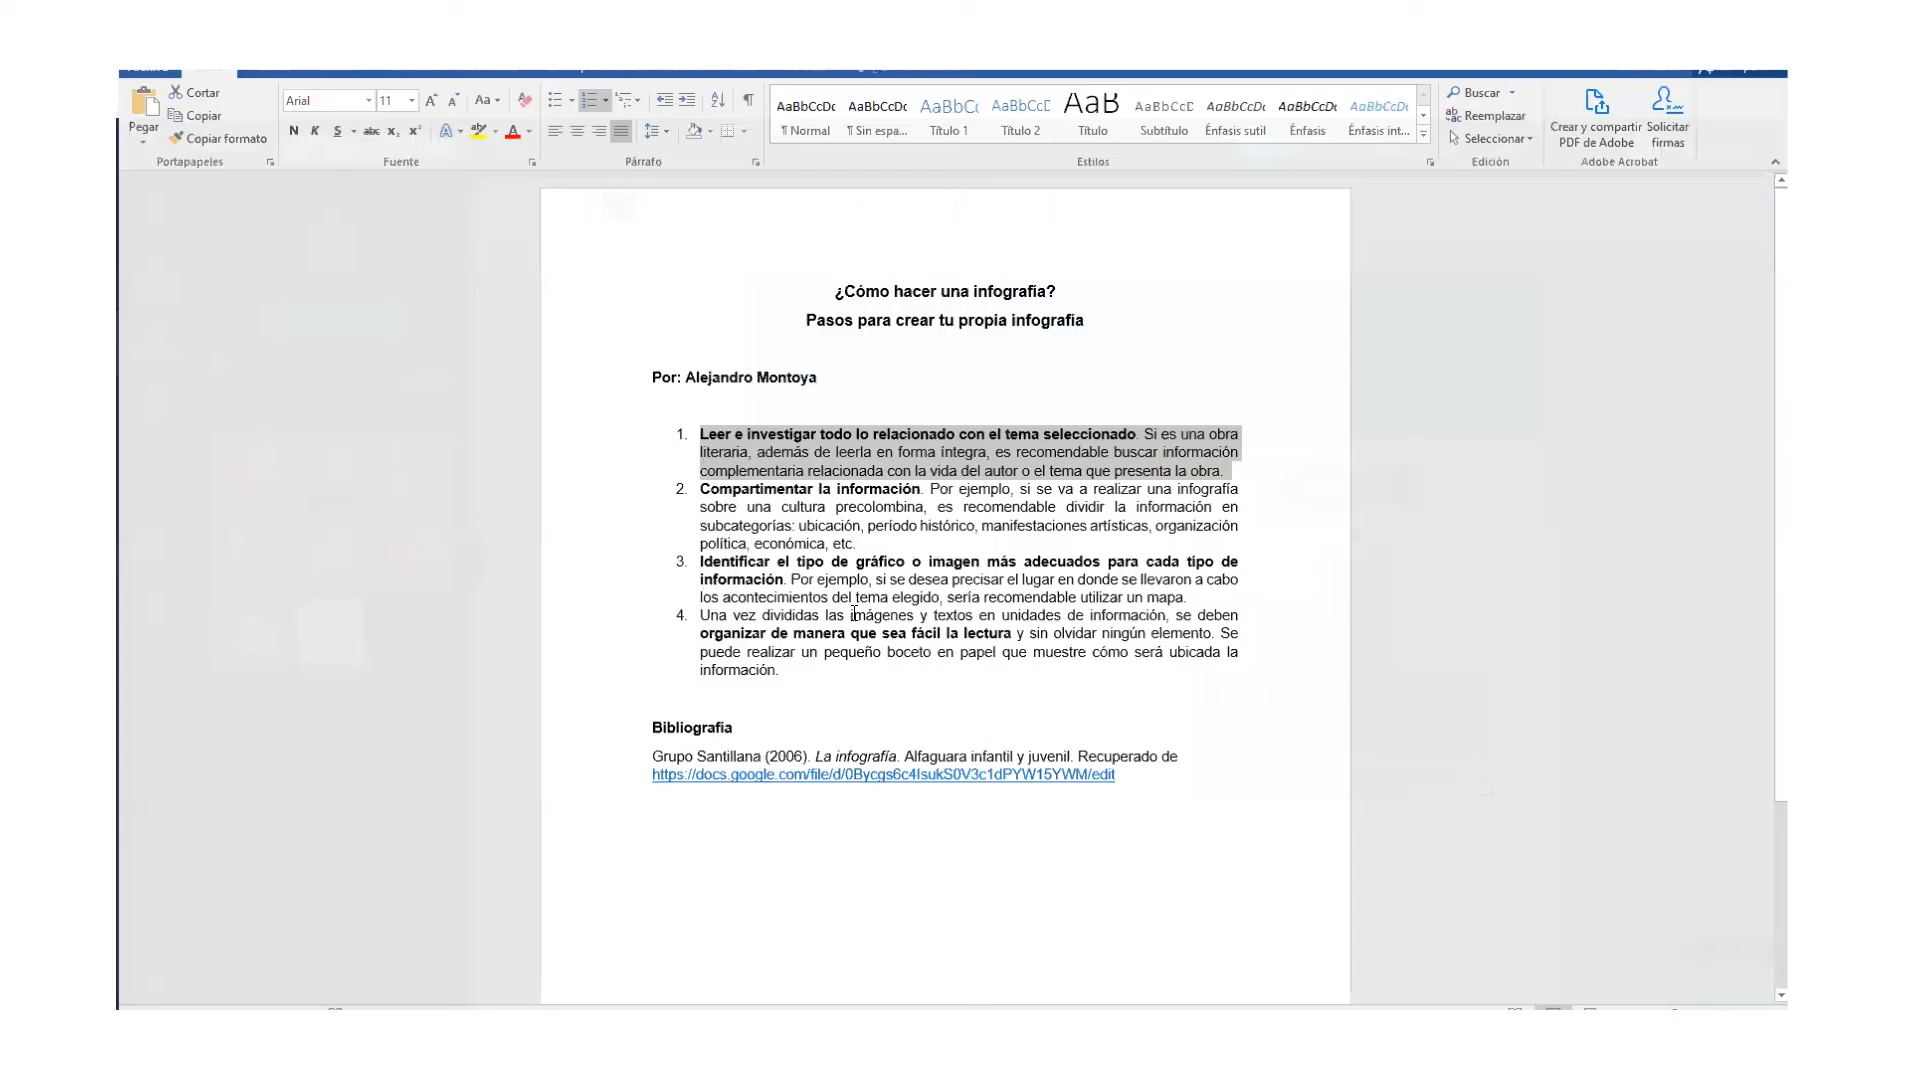 Pegar
Cortar
Copiar
Copiar formato
Portapapeles
Arial
11
Aa
N K S abc x₂ x²
A
Fuente
Párrafo
AaBbCcDc AaBbCcDc AaBbC( AaBbCcC AaB AaBbCcC AaBbCcDc AaBbCcDc AaBbCcDc
¶ Normal ¶ Sin espa... Título 1 Título 2 Título Subtítulo Énfasis sutil Énfasis Énfasis int...
Estilos
Buscar
Reemplazar
Seleccionar
Edición
Crear y compartir
PDF de Adobe
Solicitar
firmas
Adobe Acrobat
¿Cómo hacer una infografía?
Pasos para crear tu propia infografía
Por: Alejandro Montoya
1. Leer e investigar todo lo relacionado con el tema seleccionado. Si es una obra
literaria, además de leerla en forma íntegra, es recomendable buscar información
complementaria relacionada con la vida del autor o el tema que presenta la obra.
2. Compartimentar la información. Por ejemplo, si se va a realizar una infografía
sobre una cultura precolombina, es recomendable dividir la información en
subcategorías: ubicación, período histórico, manifestaciones artísticas, organización
política, económica, etc.
3. Identificar el tipo de gráfico o imagen más adecuados para cada tipo de
información. Por ejemplo, si se desea precisar el lugar en donde se llevaron a cabo
los acontecimientos del tema elegido, sería recomendable utilizar un mapa.
4. Una vez divididas las imágenes y textos en unidades de información, se deben
organizar de manera que sea fácil la lectura y sin olvidar ningún elemento. Se
puede realizar un pequeño boceto en papel que muestre cómo será ubicada la
información.
Bibliografía
Grupo Santillana (2006). La infografía. Alfaguara infantil y juvenil. Recuperado de
https://docs.google.com/file/d/0Bycgs6c4IsukS0V3c1dPYW15YWM/edit